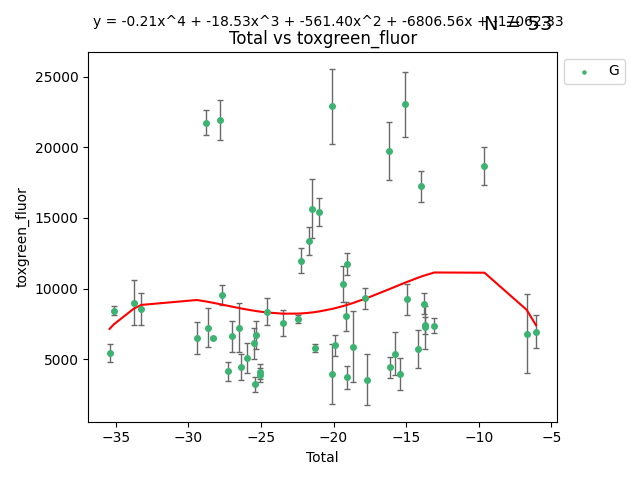 y = -0.21x^4 + -18.53x^3 + -561.40x^2 + -6806.56x + -17062.83
N = 53
Total vs toxgreen_fluor
G
25000
20000
15000
10000
5000
toxgreen_fluor
−35 −30 −25 −20 −15 −10 −5
Total